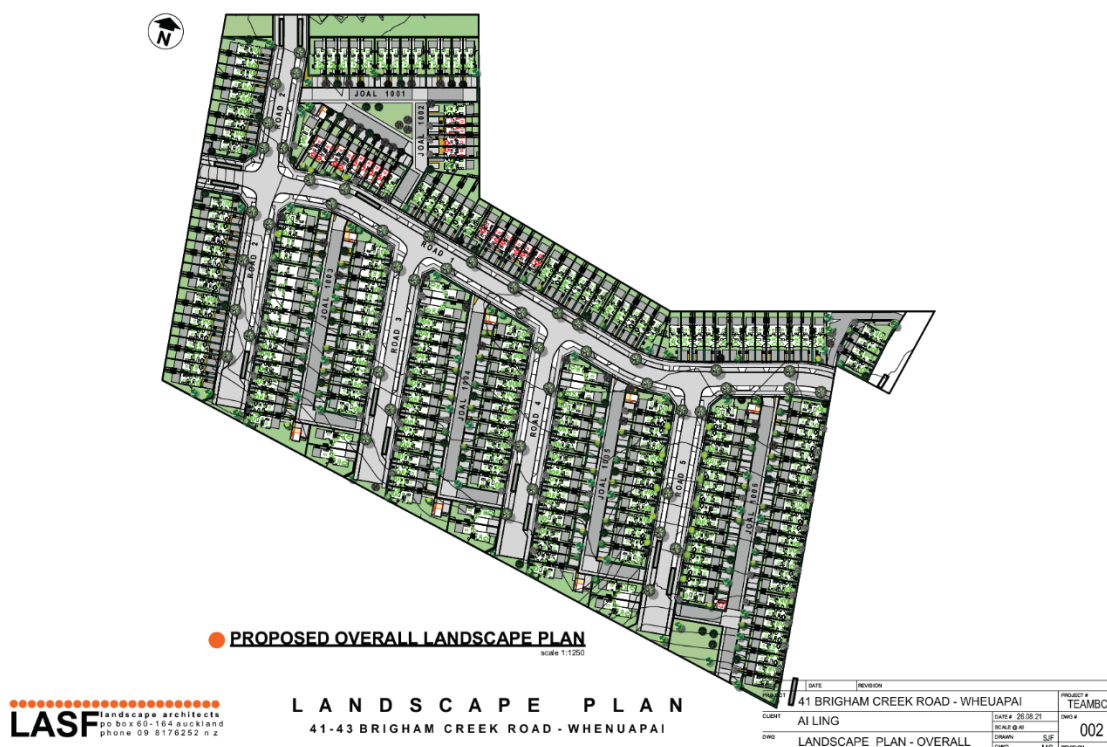 N
JOAL 1001
JOAL 1002
ROAD 2
ROAD
ROAD 2
JOAL 1003
ROAD 3
JOAL 1004
ROAD 4
JOAL 1005
ROAD 5
JOAL 1006
PROPOSED OVERALL LANDSCAPE PLAN
scale 1:1250
LASF
landscape architects
po box 60-164 auckland
phone 09 8176252 n z
LANDSCAPE PLAN
41-43 BRIGHAM CREEK ROAD - WHENUAPAI
DATE REVISION
41 BRIGHAM CREEK ROAD - WHEUAPAI
PROJECT #
TEAMBO
CLIENT AI LING
DATE # 26.08.21
DWG #
SCALE @ A3
002
DWG LANDSCAPE PLAN - OVERALL
DRAWN SJF